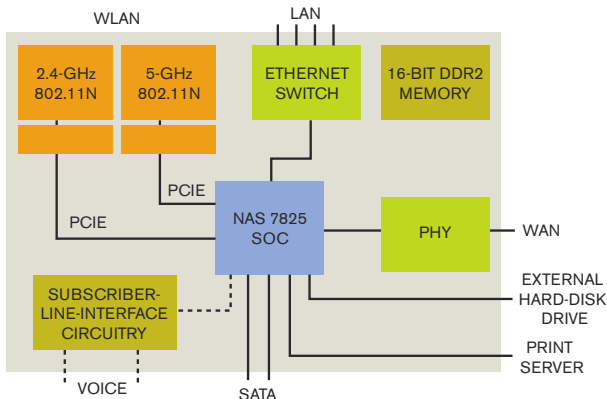 WLAN
LAN
2.4-GHz
802.11N
5-GHz
802.11N
ETHERNET
SWITCH
16-BIT DDR2
MEMORY
PCIE
PCIE
NAS 7825
SOC
PHY
WAN
SUBSCRIBER-
LINE-INTERFACE
CIRCUITRY
EXTERNAL
HARD-DISK
DRIVE
PRINT
SERVER
VOICE
SATA